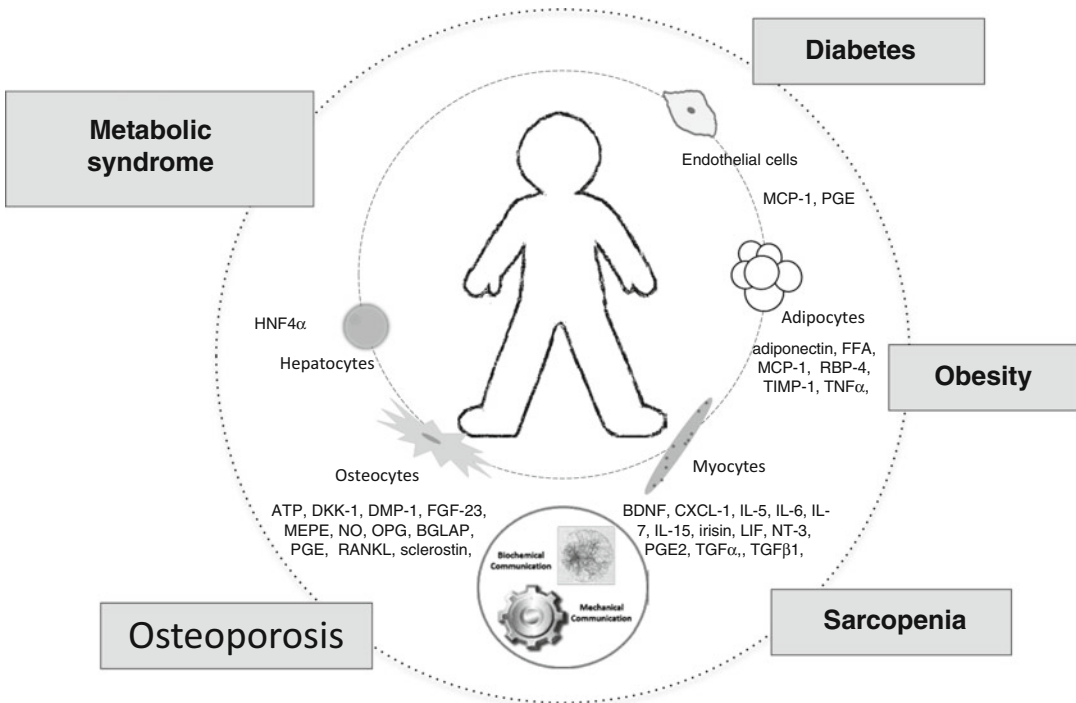 Diabetes
Metabolic
syndrome
Endothelial cells
MCP-1, PGE
Adipocytes
adiponectin, FFA,
MCP-1, RBP-4,
TIMP-1, TNFα,
HNF4α
Hepatocytes
Obesity
Osteocytes
ATP, DKK-1, DMP-1, FGF-23,
MEPE, NO, OPG, BGLAP,
PGE, RANKL, sclerostin,
Myocytes
BDNF, CXCL-1, IL-5, IL-6, IL-
7, IL-15, irisin, LIF, NT-3,
PGE2, TGFα,, TGFβ1,
Biochemical
Communication
Mechanical
Communication
Osteoporosis
Sarcopenia